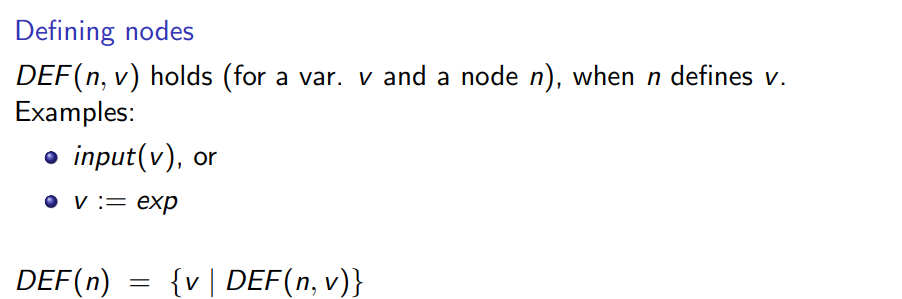 Defining nodes
DEF(n, v) holds (for a var. v and a node n), when n defines v.
Examples:
input(v), or
v := exp
DEF(n) = {v | DEF(n, v)}